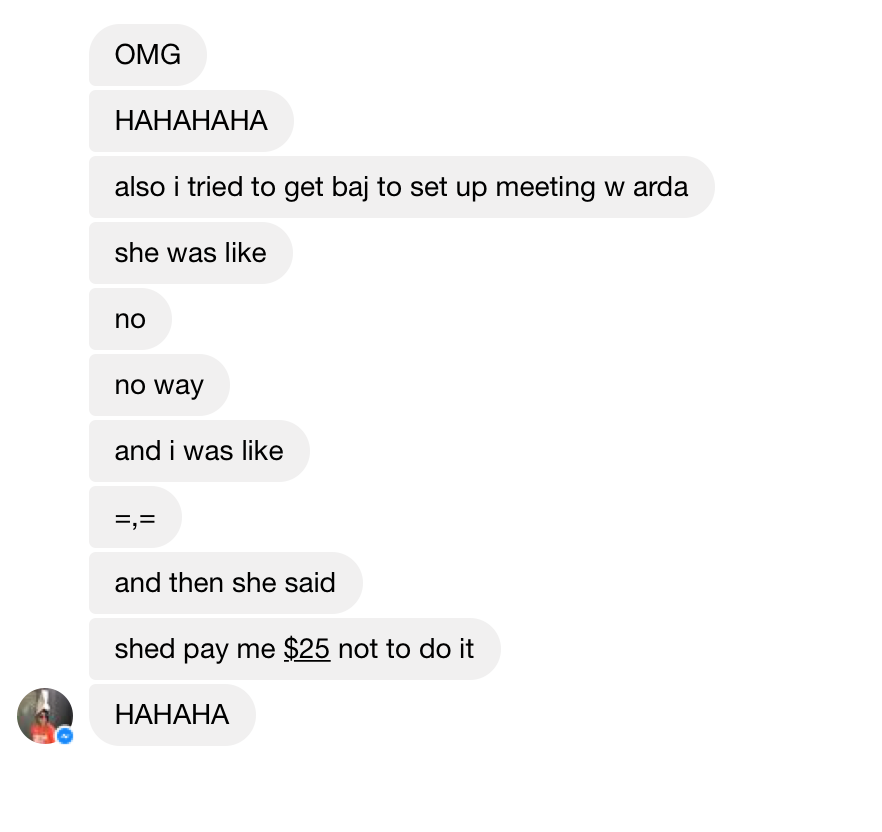 OMG
HAHAHAHA
also i tried to get baj to set up meeting w arda
she was like
no
no way
and i was like
=,=
and then she said
shed pay me $25 not to do it
HAHAHA